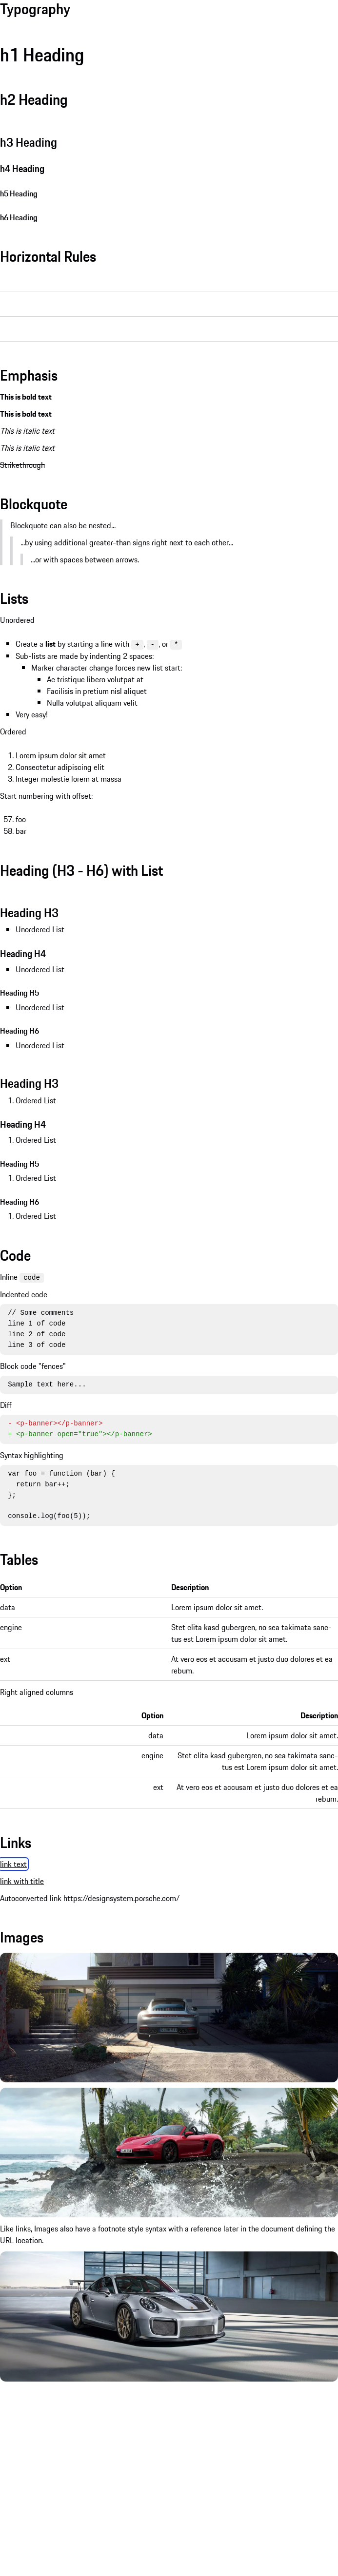 Typography
h1 Heading
h2 Heading
h3 Heading
h4 Heading
h5 Heading
h6 Heading
Horizontal Rules
Emphasis
This is bold text
This is bold text
This is italic text
This is italic text
Strikethrough
Blockquote
Blockquote can also be nested...
...by using additional greater-than signs right next to each other...
...or with spaces between arrows.
Lists
Unordered
Create a list by starting a line with +, -, or *
Sub-lists are made by indenting 2 spaces:
Marker character change forces new list start:
Ac tristique libero volutpat at
Facilisis in pretium nisl aliquet
Nulla volutpat aliquam velit
Very easy!
Ordered
1. Lorem ipsum dolor sit amet
2. Consectetur adipiscing elit
3. Integer molestie lorem at massa
Start numbering with offset:
57. foo
58. bar
Heading (H3 - H6) with List
Heading H3
Unordered List
Heading H4
Unordered List
Heading H5
Unordered List
Heading H6
Unordered List
Heading H3
1. Ordered List
Heading H4
1. Ordered List
Heading H5
1. Ordered List
Heading H6
1. Ordered List
Code
Inline code
Indented code
// Some comments
line 1 of code
line 2 of code
line 3 of code
Block code "fences"
Sample text here...
Diff
- <p-banner></p-banner>
+ <p-banner open="true"></p-banner>
Syntax highlighting
var foo = function (bar) {
return bar++;
};
console.log(foo(5));
Tables
Option Description
data Lorem ipsum dolor sit amet.
engine Stet clita kasd gubergren, no sea takimata sanc-
tus est Lorem ipsum dolor sit amet.
ext At vero eos et accusam et justo duo dolores et ea
rebum.
Right aligned columns
Option Description
data Lorem ipsum dolor sit amet.
engine Stet clita kasd gubergren, no sea takimata sanc-
tus est Lorem ipsum dolor sit amet.
ext At vero eos et accusam et justo duo dolores et ea
rebum.
Links
link text
link with title
Autoconverted link https://designsystem.porsche.com/
Images
Like links, Images also have a footnote style syntax with a reference later in the document defining the
URL location.